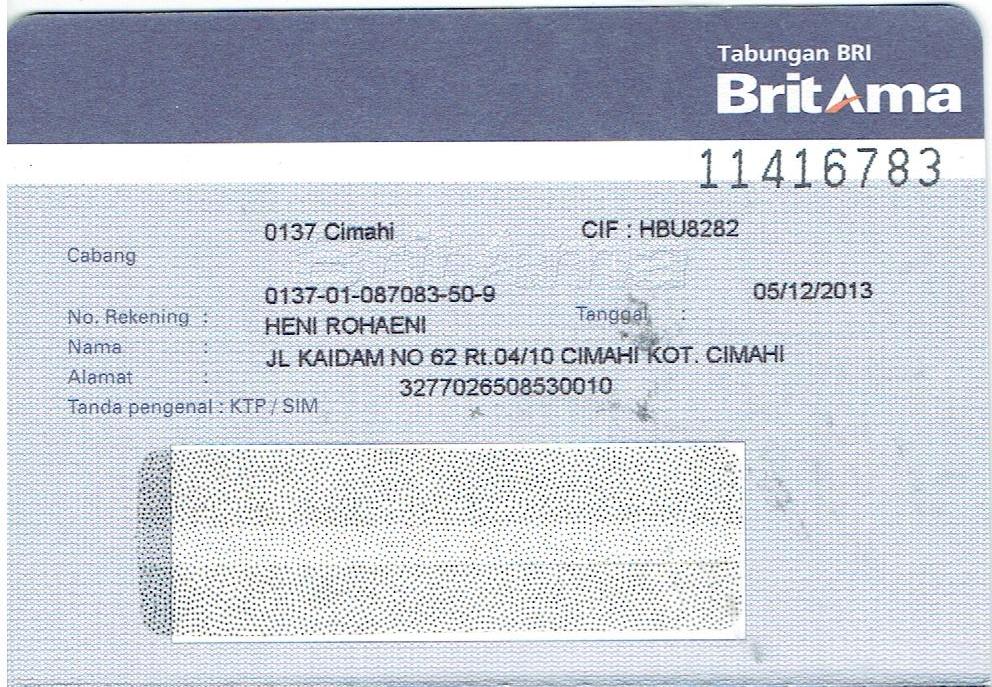 Tabungan BRI
BritAma
11416783
0137 Cimahi CIF : HBU8282
Cabang
0137-01-087083-50-9 05/12/2013
No. Rekening : Tanggal :
HENI ROHAENI
Nama :
JL KAIDAM NO 62 Rt.04/10 CIMAHI KOT. CIMAHI
Alamat :
3277026508530010
Tanda pengenal : KTP / SIM